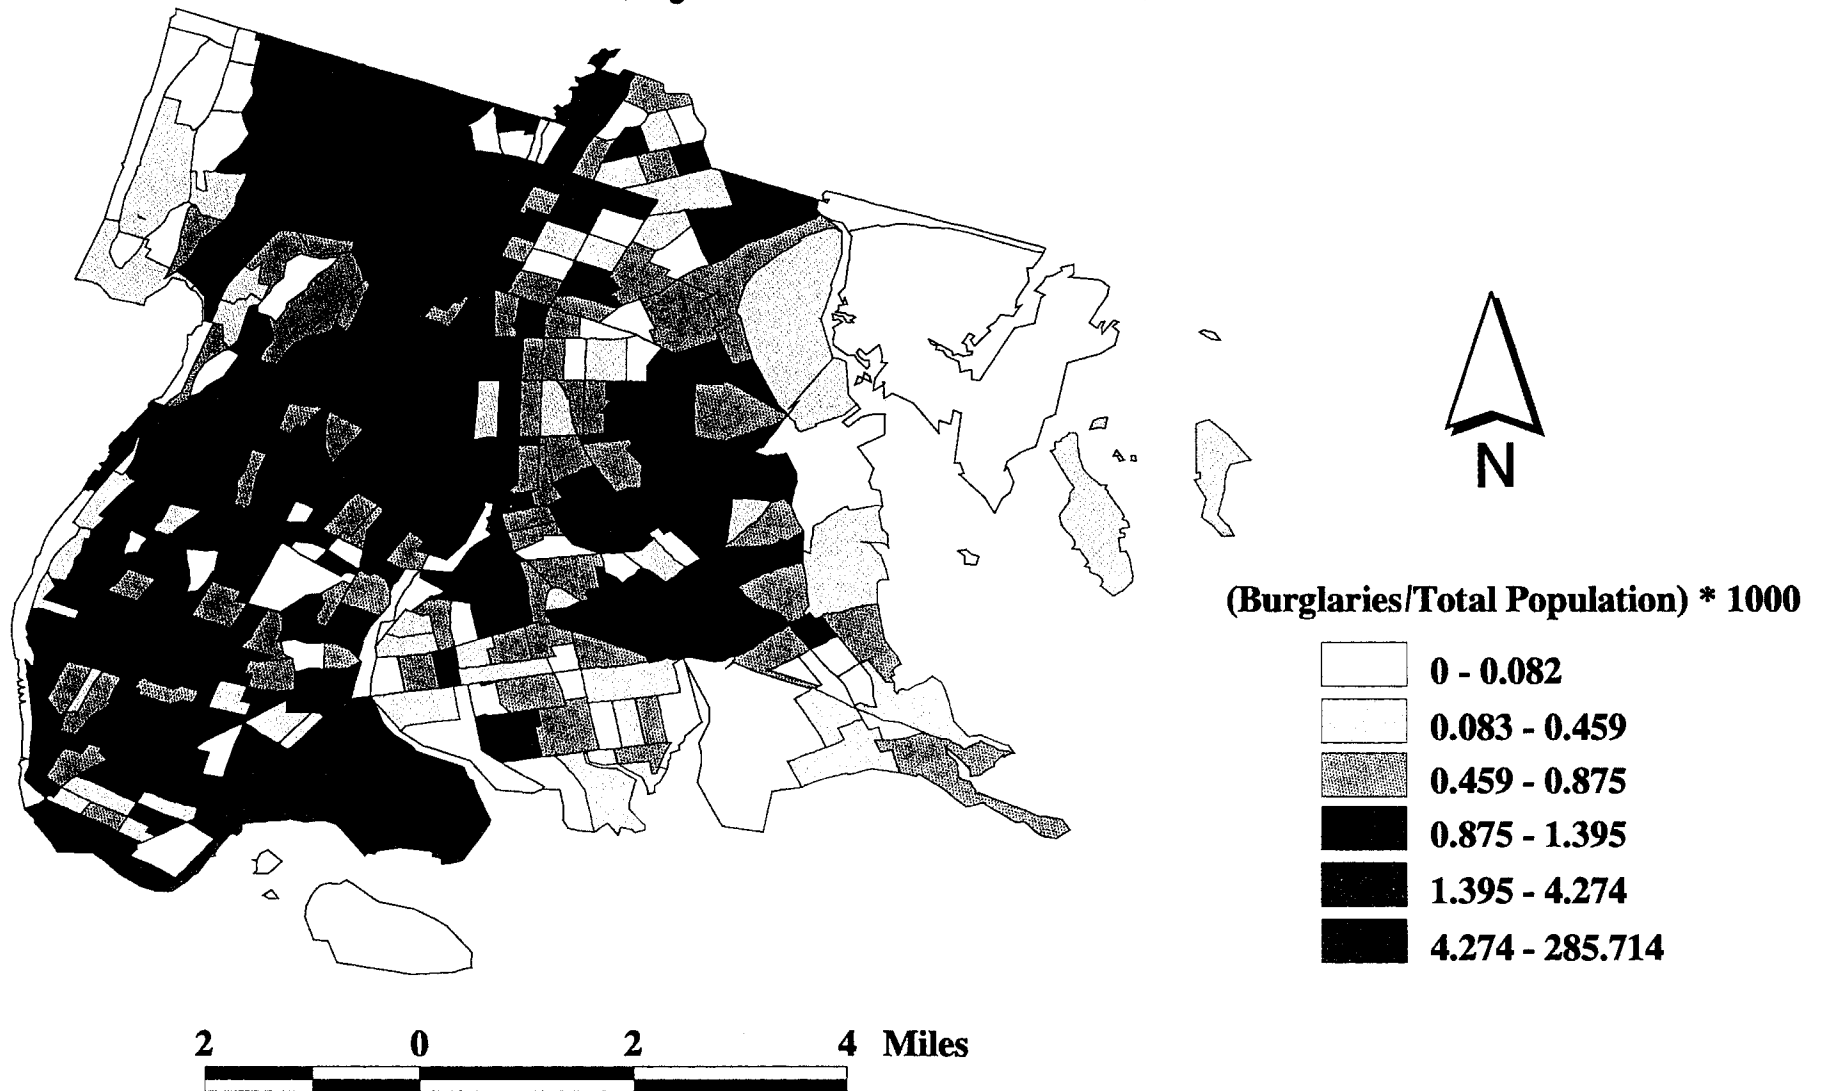 N
(Burglaries/Total Population) * 1000
0 - 0.082
0.083 - 0.459
0.459 - 0.875
0.875 - 1.395
1.395 - 4.274
4.274 - 285.714
2 0 2 4 Miles